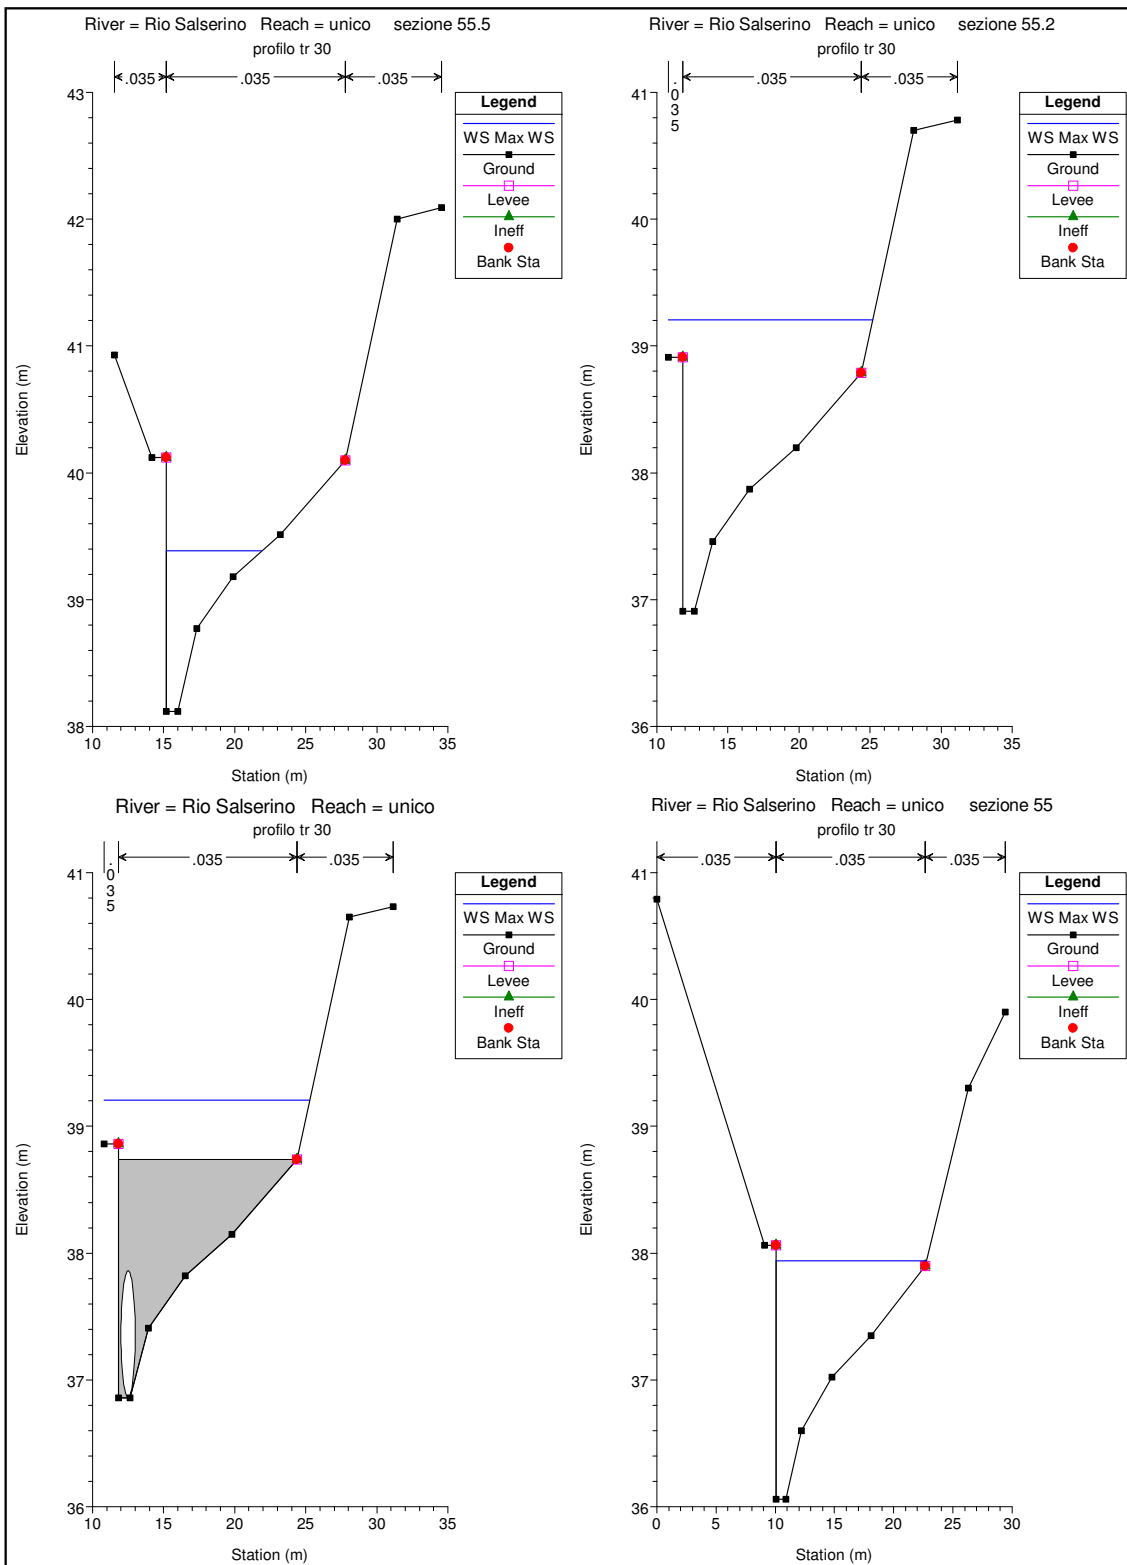 River = Rio Salserino Reach = unico sezione 55.5
profilo tr 30
.035 .035 .035
Legend
WS Max WS
Ground
Levee
Ineff
Bank Sta
43
42
41
40
39
38
Elevation (m)
10 15 20 25 30 35
Station (m)
River = Rio Salserino Reach = unico sezione 55.2
profilo tr 30
.035 .035 .035
Legend
WS Max WS
Ground
Levee
Ineff
Bank Sta
41
40
39
38
37
36
Elevation (m)
10 15 20 25 30 35
Station (m)
River = Rio Salserino Reach = unico
profilo tr 30
.035 .035 .035
Legend
WS Max WS
Ground
Levee
Ineff
Bank Sta
41
40
39
38
37
36
Elevation (m)
10 15 20 25 30 35
Station (m)
River = Rio Salserino Reach = unico sezione 55
profilo tr 30
.035 .035 .035
Legend
WS Max WS
Ground
Levee
Ineff
Bank Sta
41
40
39
38
37
36
Elevation (m)
0 5 10 15 20 25 30
Station (m)